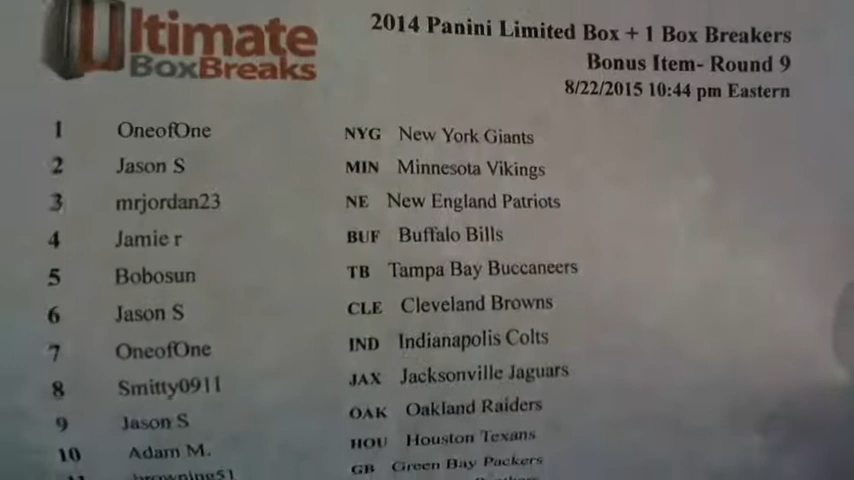 Ultimate
BoxBreaks
2014 Panini Limited Box + 1 Box Breakers
Bonus Item- Round 9
8/22/2015 10:44 pm Eastern
1 OneofOne NYG New York Giants
2 Jason S MIN Minnesota Vikings
3 mrjordan23 NE New England Patriots
4 Jamie r BUF Buffalo Bills
5 Bobosun TB Tampa Bay Buccaneers
6 Jason S CLE Cleveland Browns
7 OneofOne IND Indianapolis Colts
8 Smitty0911 JAX Jacksonville Jaguars
9 Jason S OAK Oakland Raiders
10 Adam M. HOU Houston Texans
11 browning51 GB Green Bay Packers